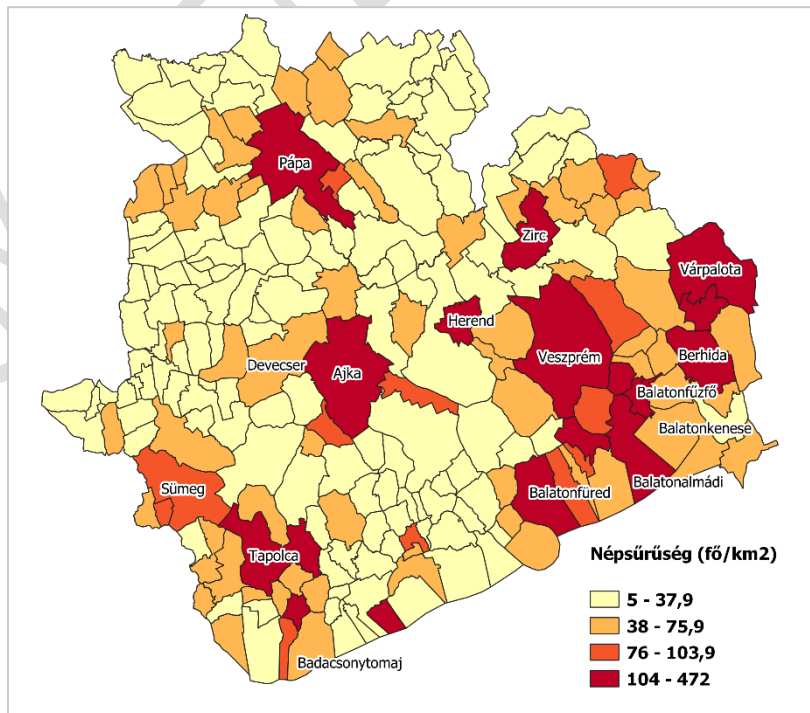 Pápa
Zirc
Várpalota
Herend
Veszprém
Berhida
Devecser
Ajka
Balatonfűzfő
Balatonkenese
Sümeg
Balatonfüred
Balatonalmádi
Tapolca
Badacsonytomaj
Népsűrűség (fő/km2)
5 - 37,9
38 - 75,9
76 - 103,9
104 - 472